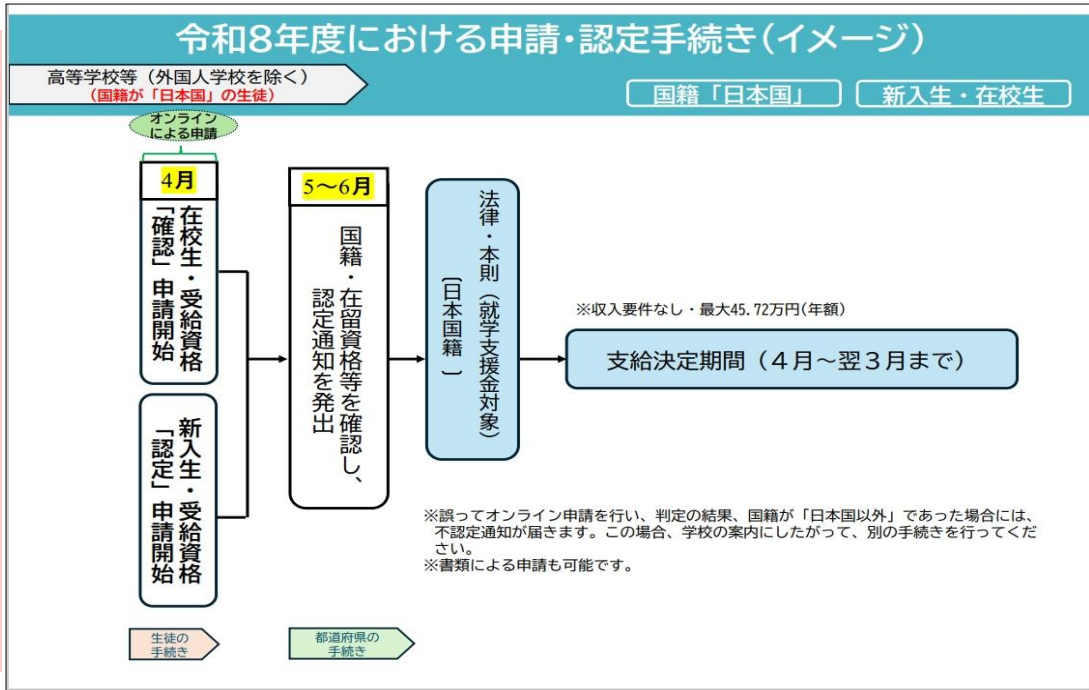 令和8年度における申請・認定手続き(イメージ)
高等学校等(外国人学校を除く)
(国籍が「日本国」の生徒)
国籍「日本国」
新入生・在校生
オンライン
による申請
4月
在校生・受給資格
「確認」申請開始
新入生・受給資格
「認定」申請開始
5～6月
国籍・在留資格等を確認し、
認定通知を発出
法律・本則(就学支援金対象)
〔日本国籍〕
※収入要件なし・最大45.72万円(年額)
支給決定期間(4月～翌3月まで)
※誤ってオンライン申請を行い、判定の結果、国籍が「日本国以外」であった場合には、
不認定通知が届きます。この場合、学校の案内にしたがって、別の手続きを行ってくだ
さい。
※書類による申請も可能です。
生徒の
手続き
都道府県の
手続き